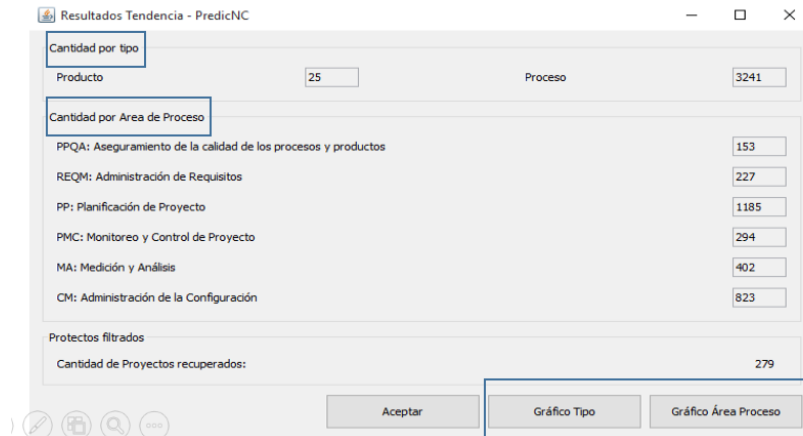 Resultados Tendencia - PredicNC
Cantidad por tipo
Producto 25 Proceso 3241
Cantidad por Area de Proceso
PPQA: Aseguramiento de la calidad de los procesos y productos 153
REQM: Administración de Requisitos 227
PP: Planificación de Proyecto 1185
PMC: Monitoreo y Control de Proyecto 294
MA: Medición y Análisis 402
CM: Administración de la Configuración 823
Protectos filtrados
Cantidad de Proyectos recuperados: 279
Aceptar Gráfico Tipo Gráfico Área Proceso